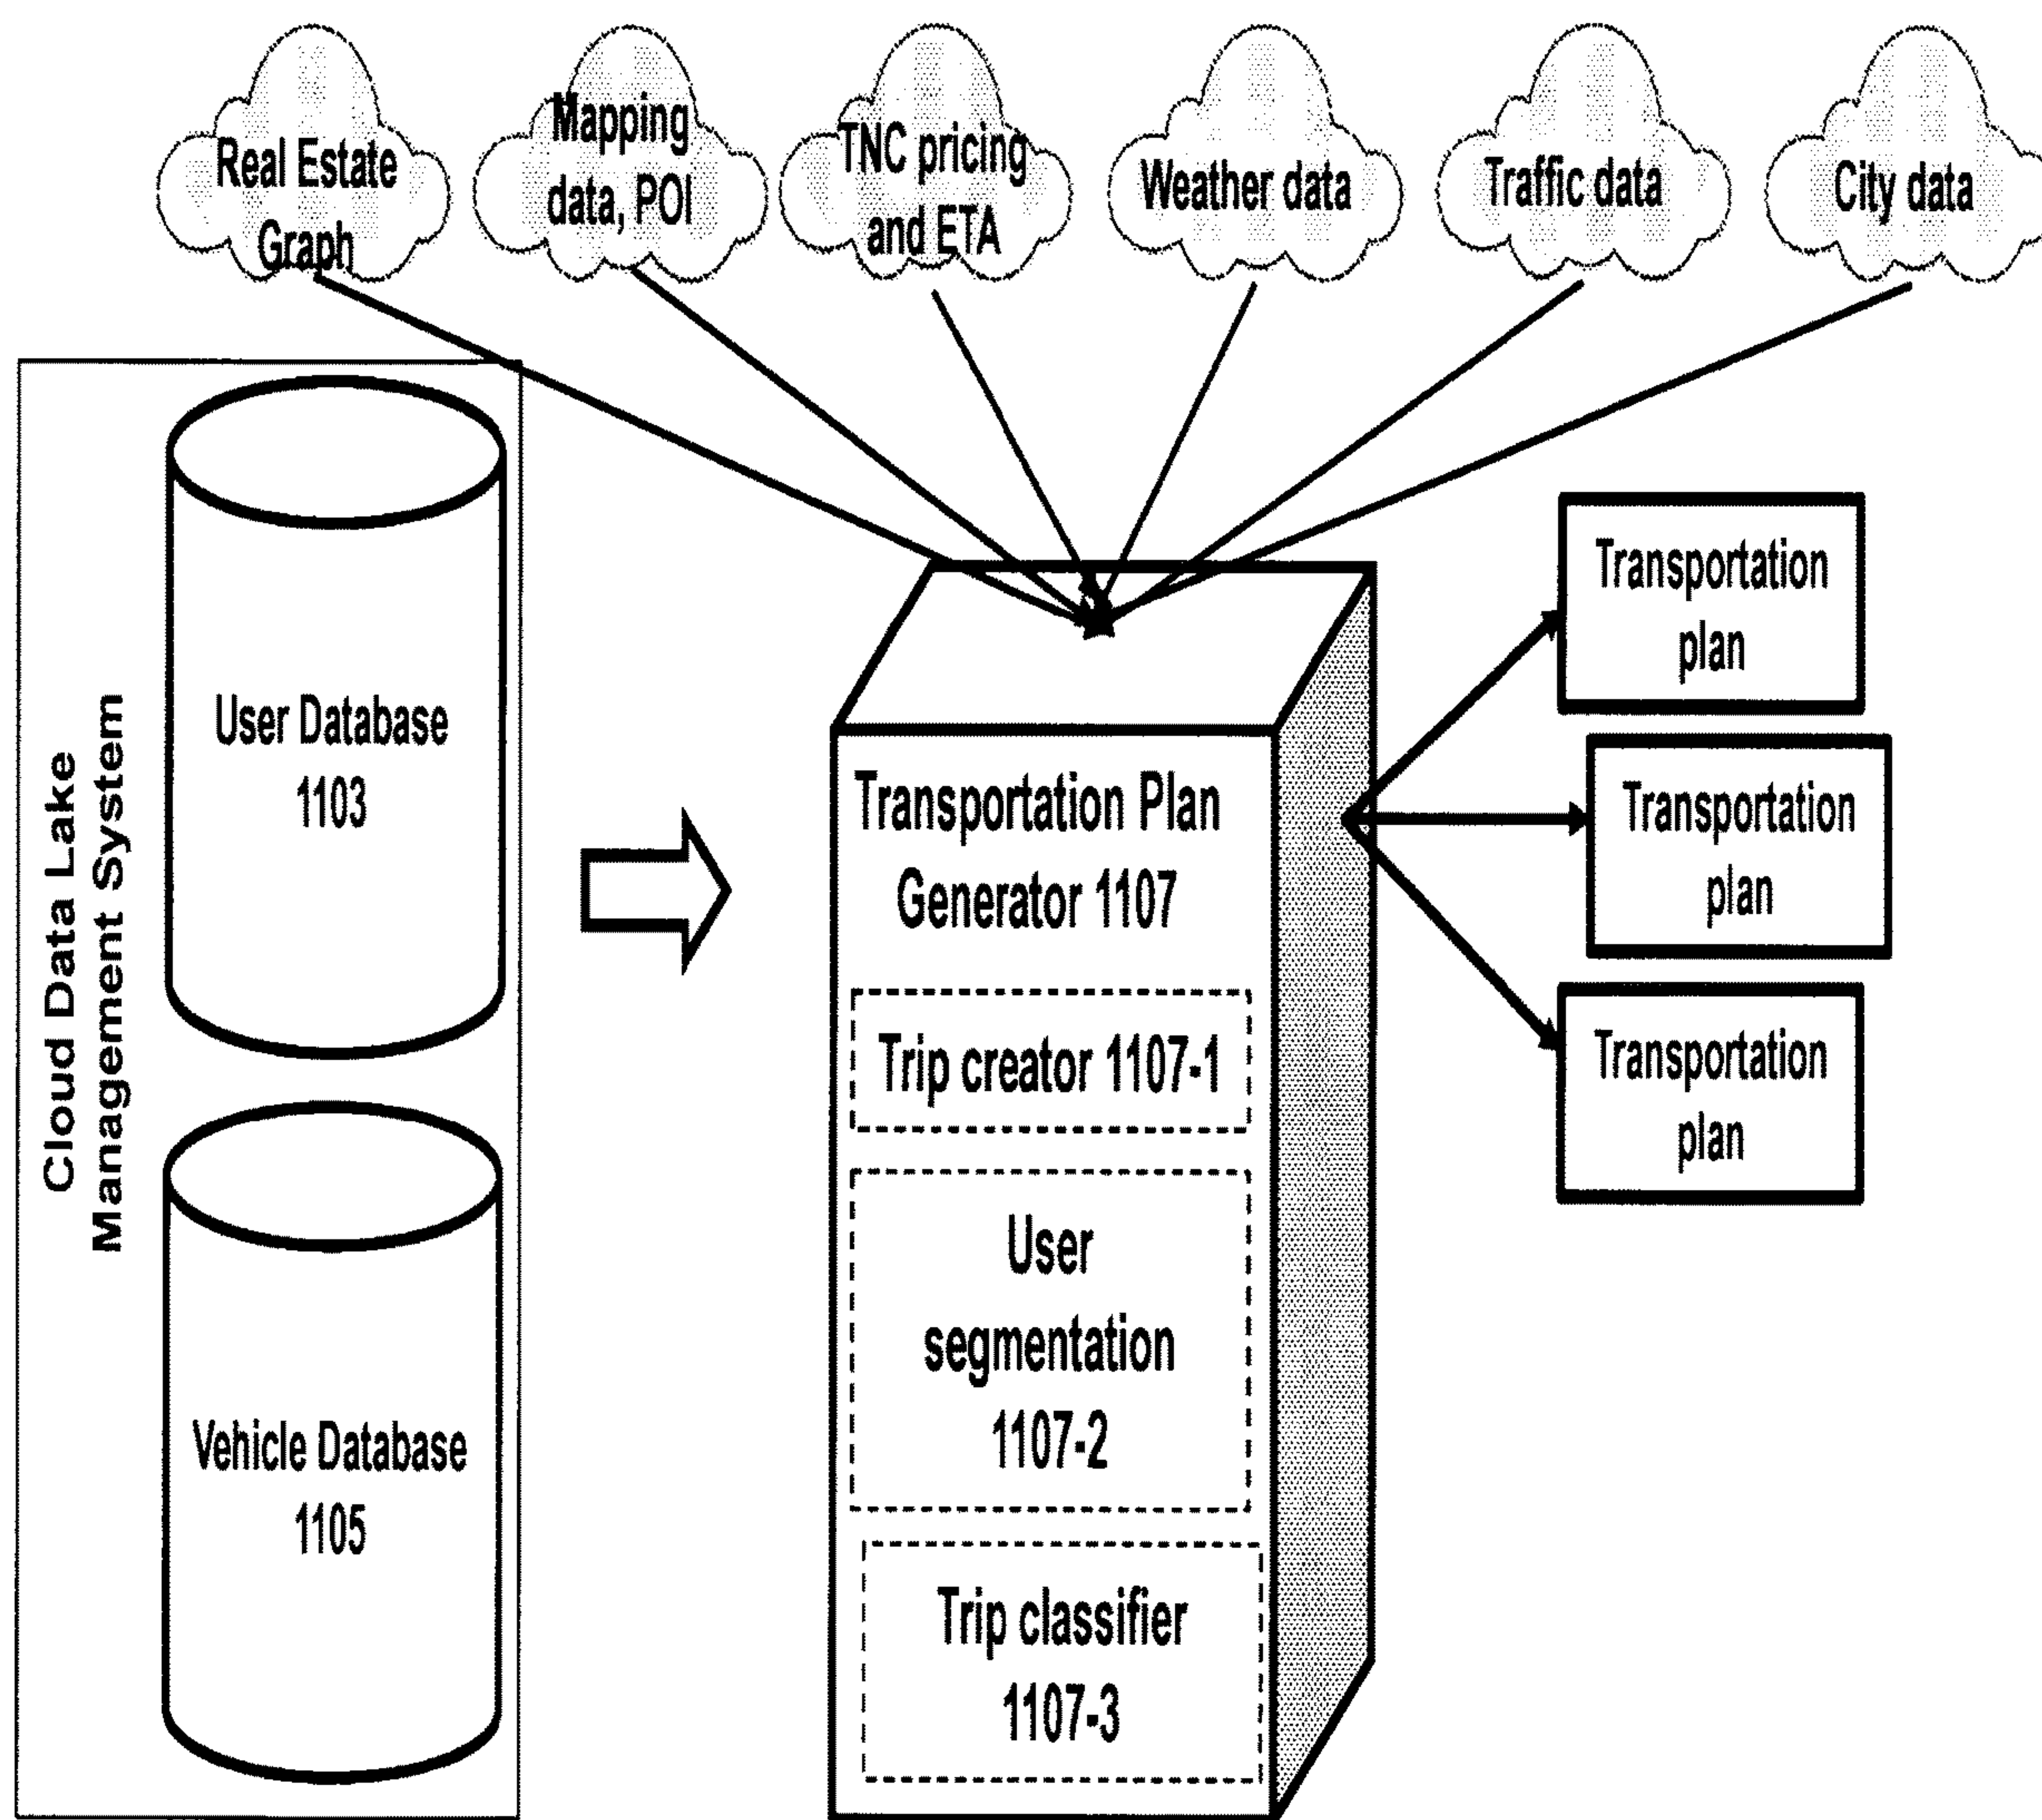 Real Estate
Graph
Mapping
data, POI
TNC pricing
and ETA
Weather data
Traffic data
City data
Cloud Data Lake
Management System
User Database
1103
Vehicle Database
1105
Transportation Plan
Generator 1107
Trip creator 1107-1
User
segmentation
1107-2
Trip classifier
1107-3
Transportation
plan
Transportation
plan
Transportation
plan